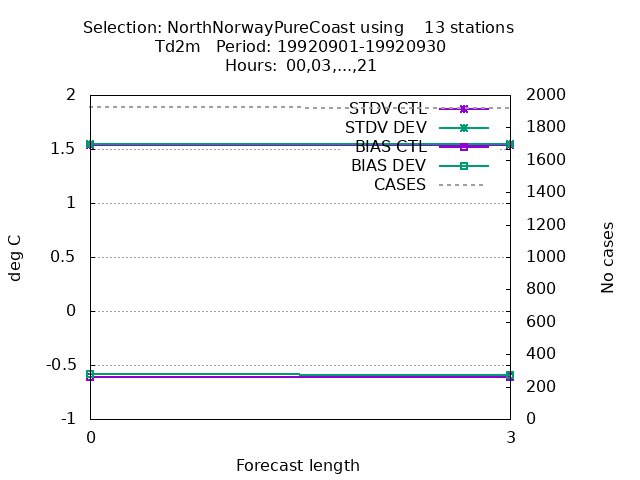 Selection: NorthNorwayPureCoast using    13 stations
Td2m   Period: 19920901-19920930
Hours: 00,03,...,21
2
1.5
1
0.5
0
-0.5
-1
deg C
STDV CTL
STDV DEV
BIAS CTL
BIAS DEV
CASES
2000
1800
1600
1400
1200
1000
800
600
400
200
0
No cases
0
3
Forecast length